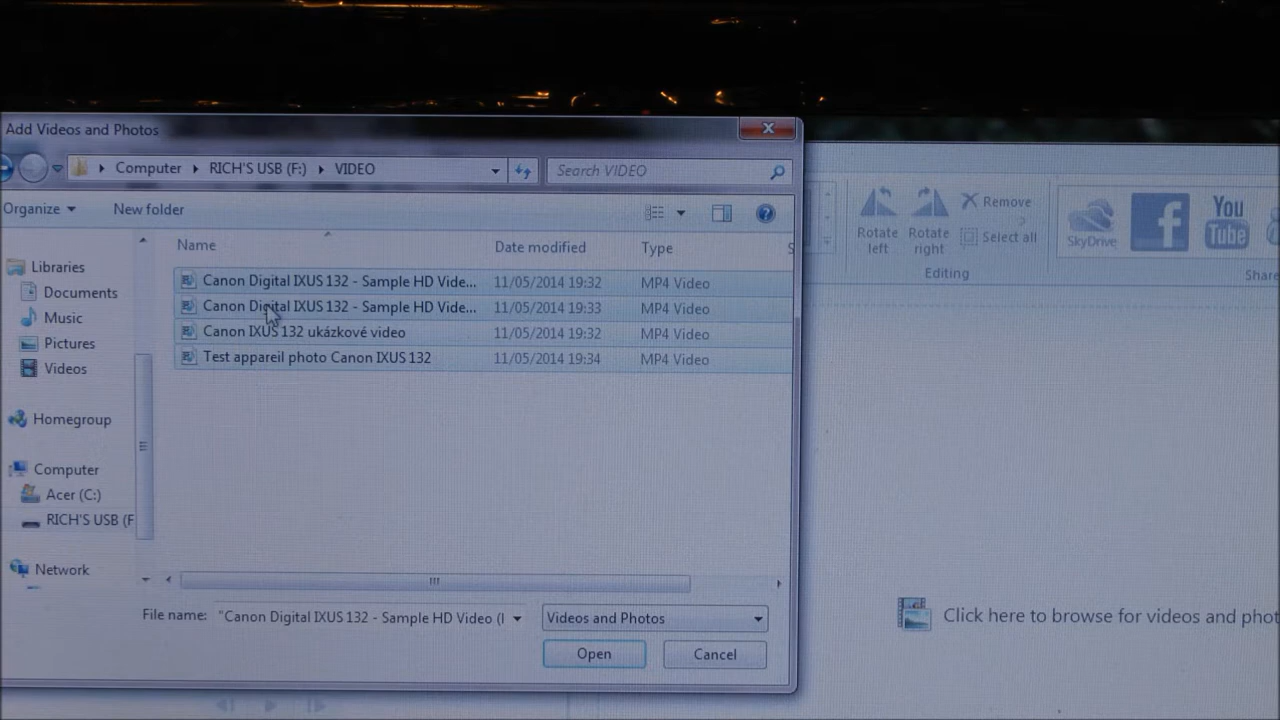 Add Videos and Photos
Computer RICH'S USB (F:) VIDEO
Search VIDEO
Organize
New folder
Rotate left
Rotate right
Remove
Select all
Editing
SkyDrive
f
You Tube
Share
Name
Date modified
Type
S
Libraries
Documents
Music
Pictures
Videos
Homegroup
Computer
Acer (C:)
RICH'S USB (F
Network
Canon Digital IXUS 132 - Sample HD Vide... 11/05/2014 19:32 MP4 Video
Canon Digital IXUS 132 - Sample HD Vide... 11/05/2014 19:33 MP4 Video
Canon IXUS 132 ukázkové video 11/05/2014 19:32 MP4 Video
Test appareil photo Canon IXUS 132 11/05/2014 19:34 MP4 Video
File name: "Canon Digital IXUS 132 - Sample HD Video (I
Videos and Photos
Open
Cancel
Click here to browse for videos and phot